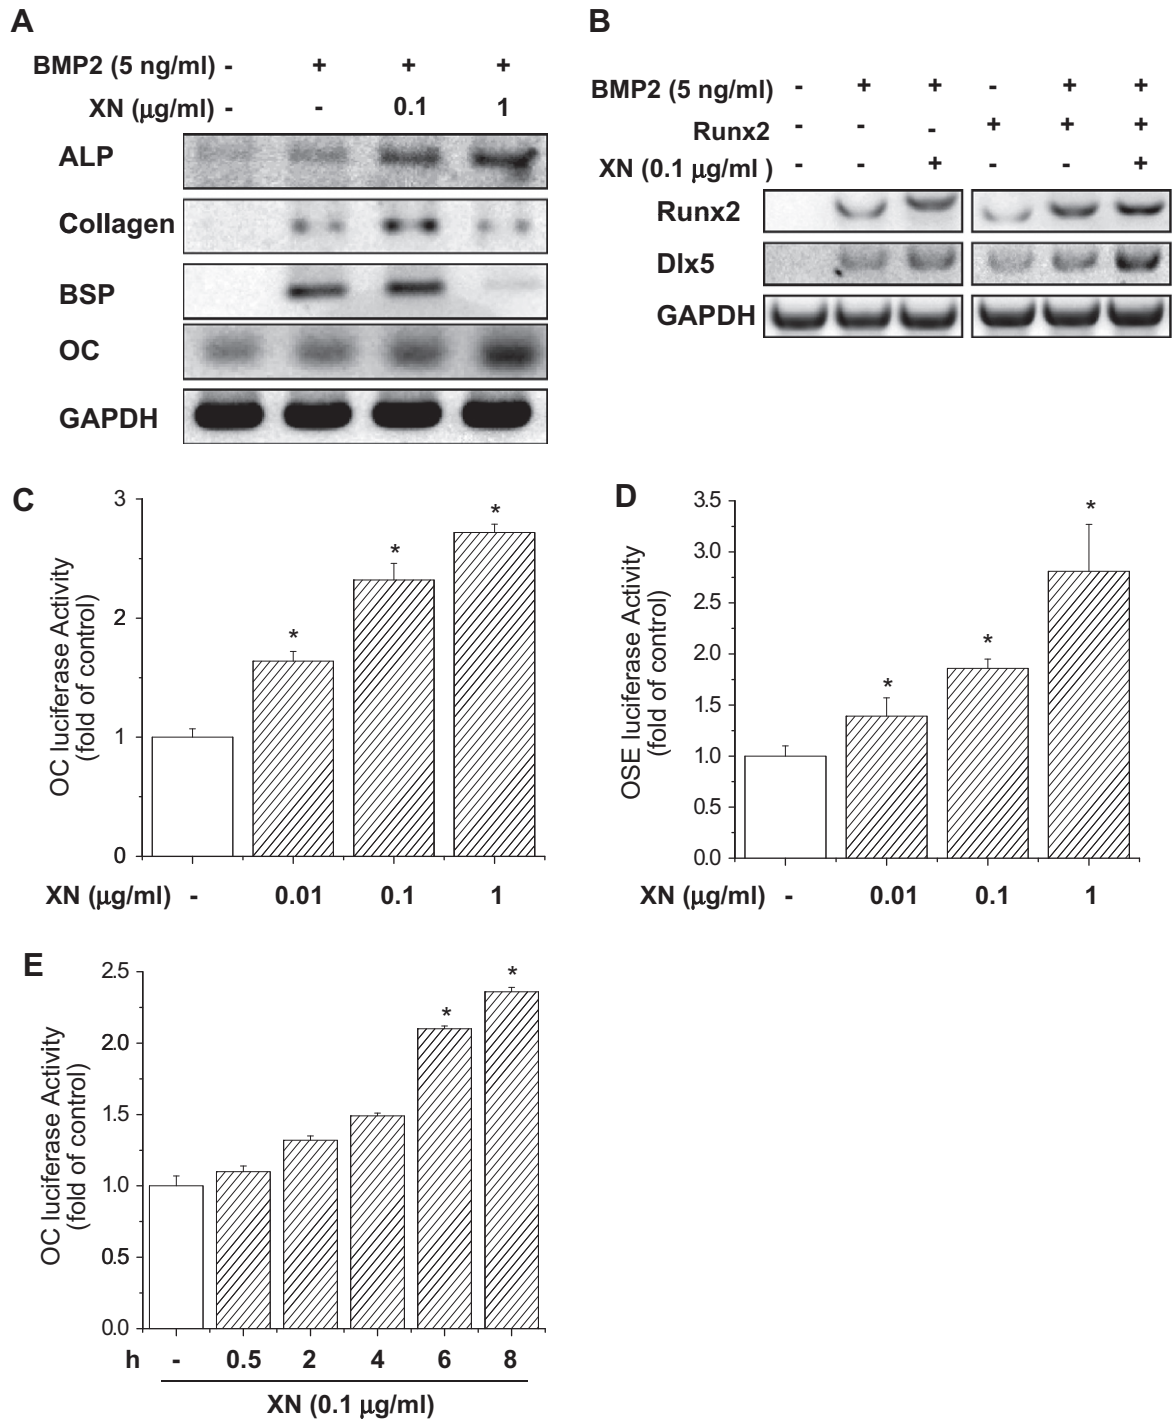 A
BMP2 (5 ng/ml) - + + +
XN (μg/ml) - - 0.1 1
ALP
Collagen
BSP
OC
GAPDH
B
BMP2 (5 ng/ml) - + + - + +
Runx2 - - - + + +
XN (0.1 μg/ml ) - - + - - +
Runx2
Dlx5
GAPDH
C
OC luciferase Activity
(fold of control)
3
2
1
0
* * *
XN (μg/ml) - 0.01 0.1 1
D
OSE luciferase Activity
(fold of control)
3.5
3.0
2.5
2.0
1.5
1.0
0.5
0.0
* * *
XN (μg/ml) - 0.01 0.1 1
E
OC luciferase Activity
(fold of control)
2.5
2.0
1.5
1.0
0.5
0.0
* *
h - 0.5 2 4 6 8
XN (0.1 μg/ml)